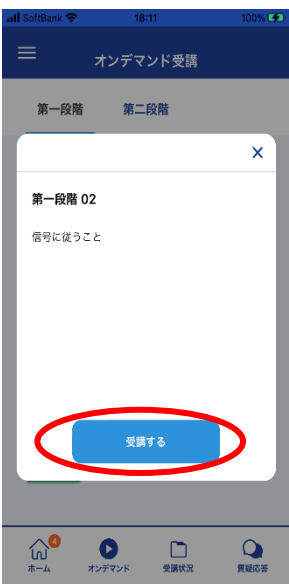 SoftBank 18:11 100%
オンデマンド受講
第一段階 第二段階
第一段階 02
信号に従うこと
受講する
4
ホーム オンデマンド 受講状況 質疑応答